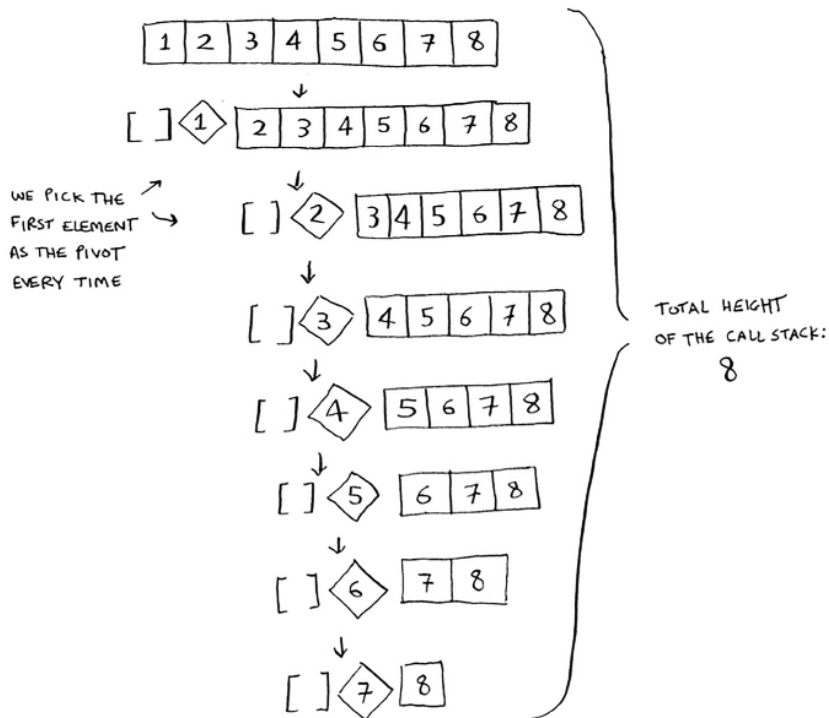 1 2 3 4 5 6 7 8
[ ] 1 2 3 4 5 6 7 8
WE PICK THE
FIRST ELEMENT
AS THE PIVOT
EVERY TIME
[ ] 2 3 4 5 6 7 8
[ ] 3 4 5 6 7 8
[ ] 4 5 6 7 8
[ ] 5 6 7 8
[ ] 6 7 8
[ ] 7 8
TOTAL HEIGHT
OF THE CALL STACK:
8